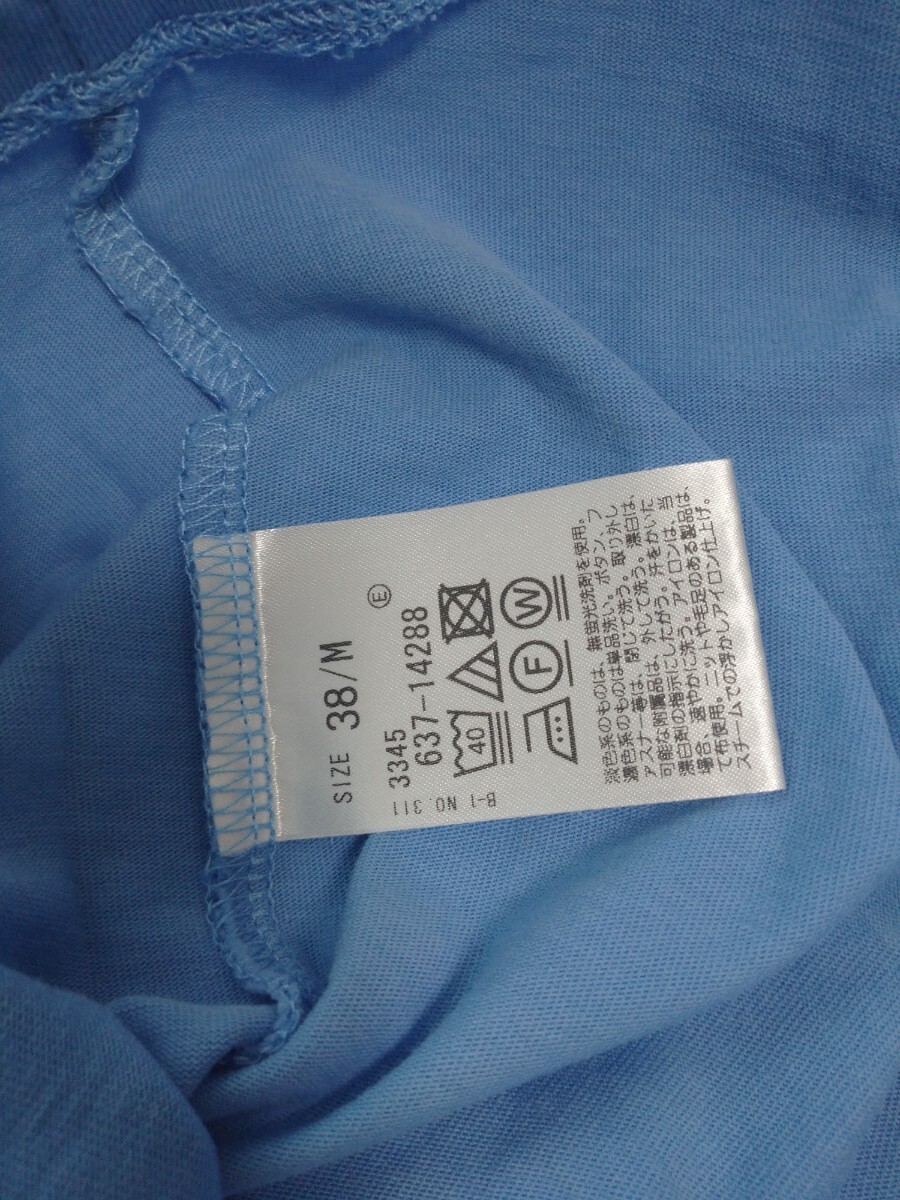 SIZE 38/M
Ⓔ
3345
637-14288
40
F W
淡色系のものは、無蛍光洗剤を使用。
濃色系のものは単品洗い。ボタン、フ
ァスナー等は、閉じて洗う。取り外し
可能な附属品は、外して洗う。漂白は、
漂白剤の指示にしたがう。汗をかいた
場合、速やかに洗う。アイロンは、当
て布使用。ニットや毛足のある製品は、
スチームでの浮かしアイロン仕上げ。
B-1 NO.311